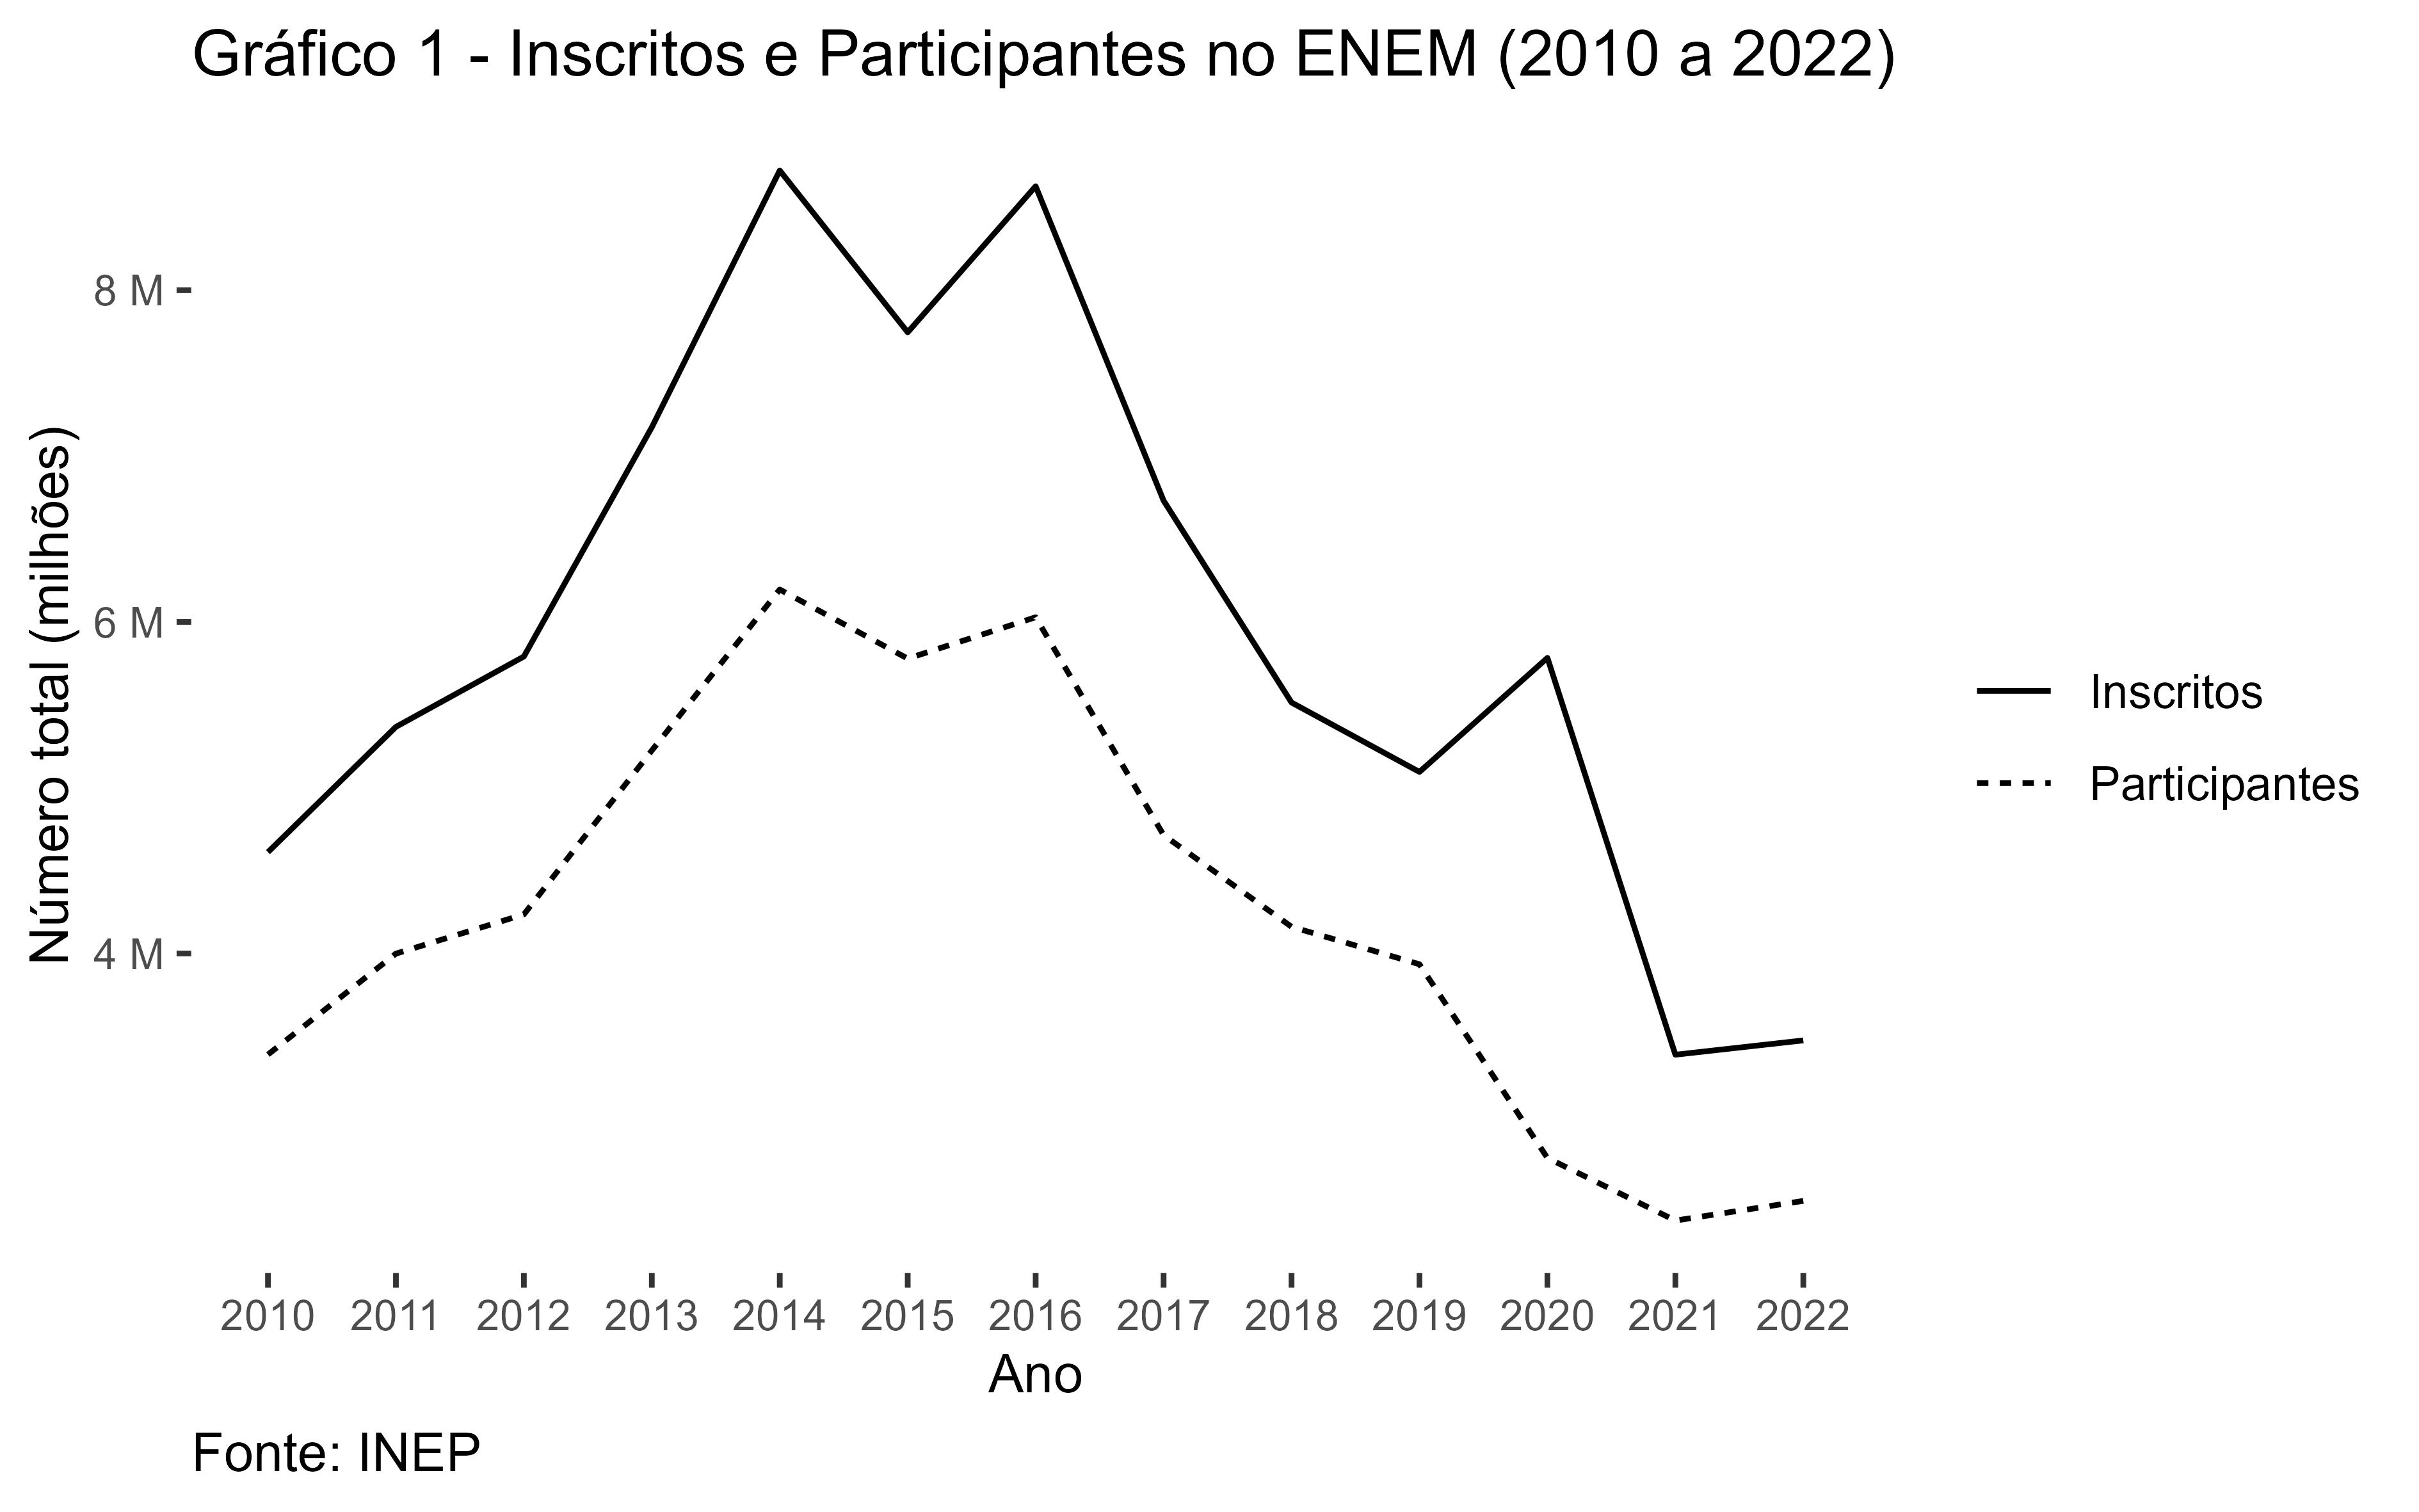 Gráfico 1 - Inscritos e Participantes no ENEM (2010 a 2022)
Número total (milhões)
8 M
6 M
4 M
Inscritos
Participantes
2010 2011 2012 2013 2014 2015 2016 2017 2018 2019 2020 2021 2022
Ano
Fonte: INEP